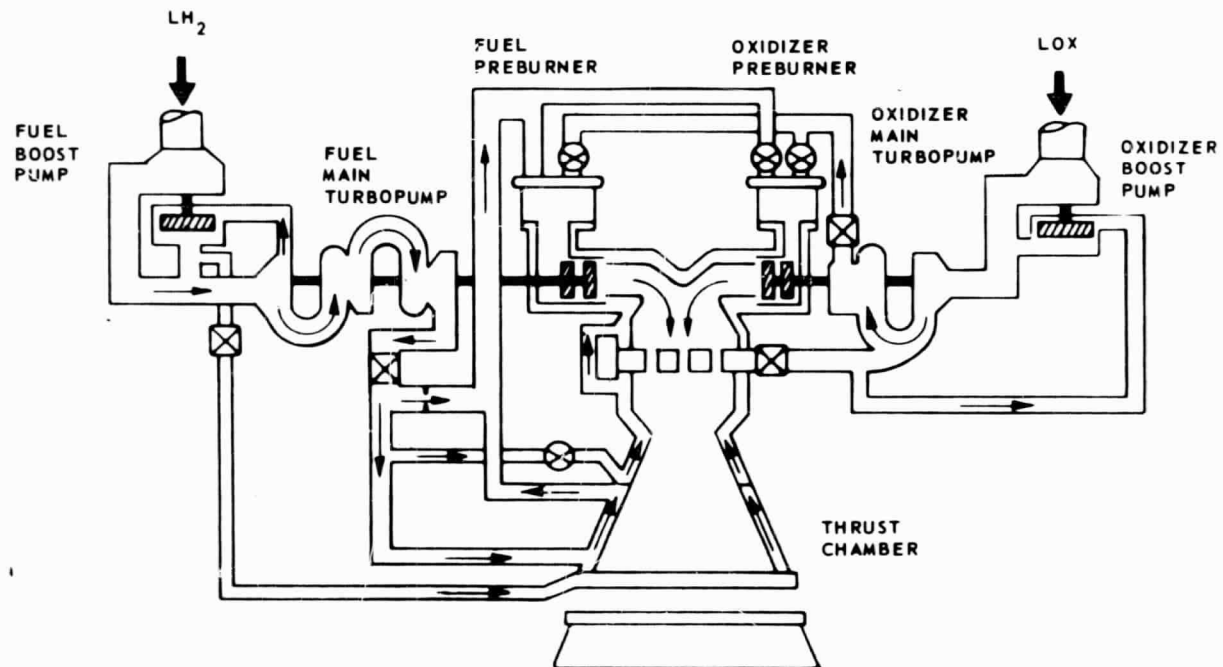 LH2
FUEL
BOOST
PUMP
FUEL
MAIN
TURBOPUMP
FUEL
PREBURNER
OXIDIZER
PREBURNER
OXIDIZER
MAIN
TURBOPUMP
LOX
OXIDIZER
BOOST
PUMP
THRUST
CHAMBER